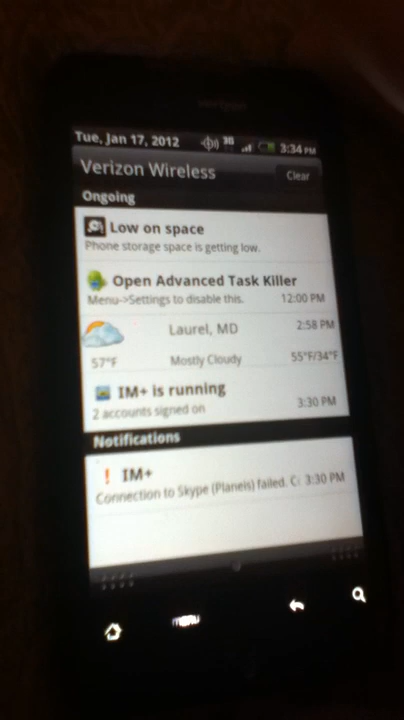 verizon
Tue, Jan 17, 2012 3G 3:34 PM
Verizon Wireless Clear
Ongoing
Low on space
Phone storage space is getting low.
Open Advanced Task Killer
Menu->Settings to disable this. 12:00 PM
Laurel, MD 2:58 PM
57°F Mostly Cloudy 55°F/34°F
IM+ is running
2 accounts signed on 3:30 PM
Notifications
! IM+
Connection to Skype (Planeis) failed. C 3:30 PM
MENU